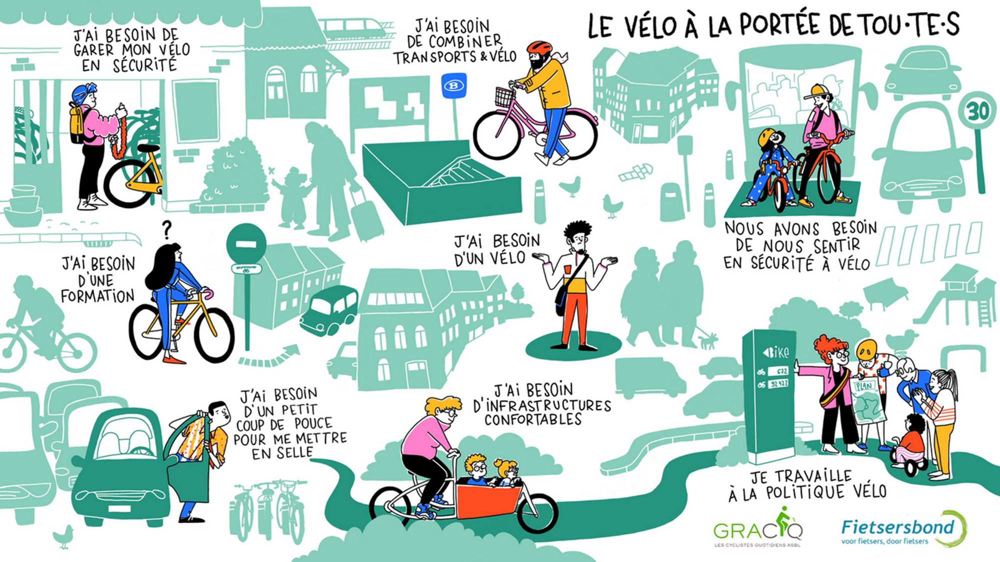 LE VÉLO À LA PORTÉE DE TOU·TE·S
J'AI BESOIN DE
GARER MON VÉLO
EN SÉCURITÉ
J'AI BESOIN
DE COMBINER
TRANSPORTS & VÉLO
B
30
NOUS AVONS BESOIN
DE NOUS SENTIR
EN SÉCURITÉ À VÉLO
?
J'AI BESOIN
D'UNE
FORMATION
J'AI BESOIN
D'UN VÉLO
J'AI BESOIN
D'UN PETIT
COUP DE POUCE
POUR ME METTRE
EN SELLE
J'AI BESOIN
D'INFRASTRUCTURES
CONFORTABLES
BIKE
672
92 422
PLAN
JE TRAVAILLE
À LA POLITIQUE VÉLO
GRACQ
LES CYCLISTES QUOTIDIENS ASBL
Fietsersbond
voor fietsers, door fietsers